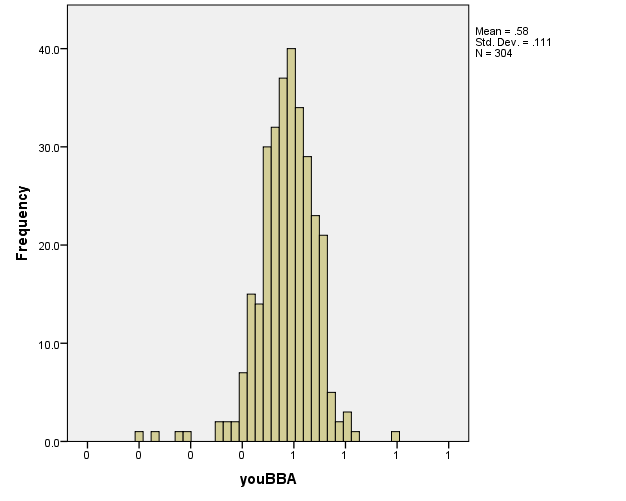 Mean = .58
Std. Dev. = .111
N = 304
40.0
30.0
20.0
10.0
0.0
Frequency
0 0 0 0 1 1 1 1
youBBA